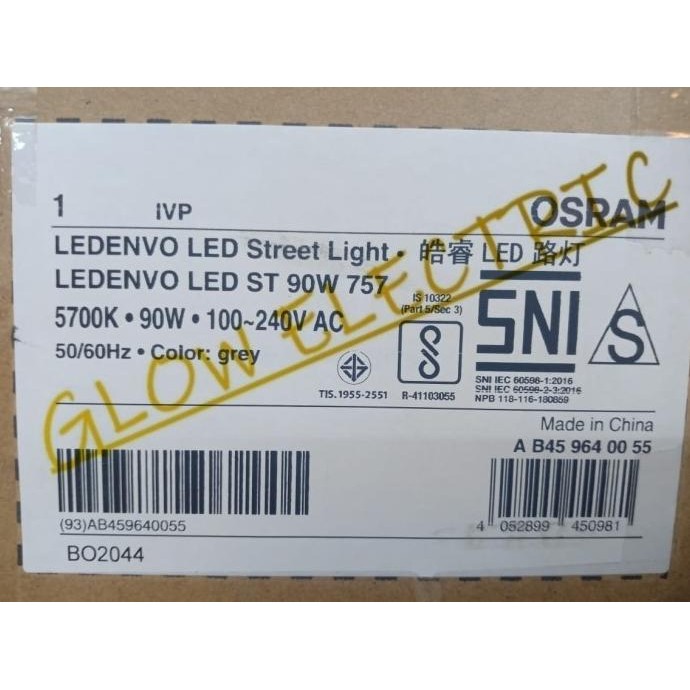 1 IVP OSRAM
LEDENVO LED Street Light · 皓睿 LED 路灯
LEDENVO LED ST 90W 757
5700K • 90W • 100~240V AC
50/60Hz • Color: grey
IS 10322
(Part 5/Sec 3)
R-41103055
TIS.1955-2551
SNI
SNI IEC 60598-1:2016
SNI IEC 60598-2-3:2016
NPB 118-116-180859
S
Made in China
A B45 964 00 55
(93)AB459640055
4 052899 450981
BO2044
GLOW ELECTRIC